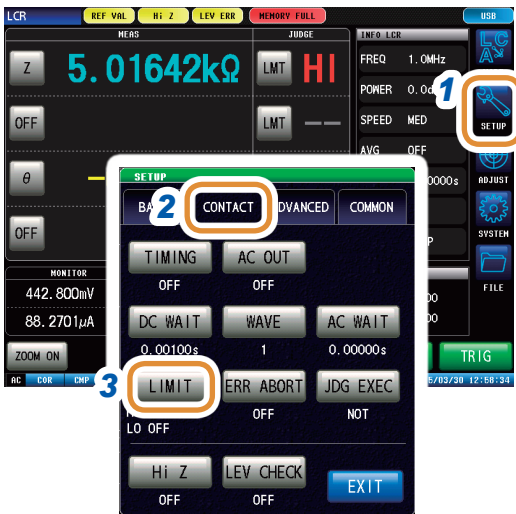 LCR REF VAL Hi Z LEV ERR MEMORY FULL USB
MEAS JUDGE INFO LCR
Z 5.01642kΩ LMT HI
FREQ 1.0MHz
POWER 0.0
OFF LMT --
SPEED MED
SETUP
1
AVG OFF
θ
0000s
ADJUST
OFF
SYSTEM
MONITOR
442.800mV
88.2701μA
FILE
ZOOM ON
TRIG
AC COR CMP
5/03/30 12:58:34
SETUP
2
CONTACT
COMMON
TIMING AC OUT
OFF OFF
DC WAIT WAVE AC WAIT
0.00100s 1 0.00000s
3
LIMIT ERR ABORT JDG EXEC
OFF NOT
LO OFF
Hi Z LEV CHECK EXIT
OFF OFF